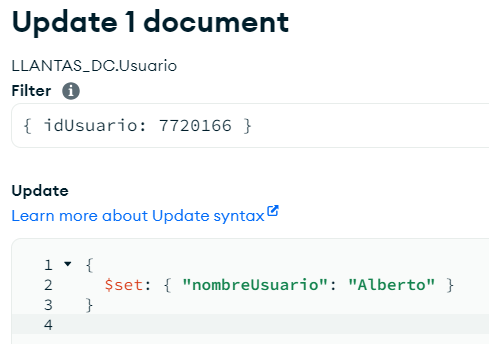 Update 1 document
LLANTAS_DC.Usuario
Filter
{ idUsuario: 7720166 }
Update
Learn more about Update syntax
1 {
2 $set: { "nombreUsuario": "Alberto" }
3 }
4